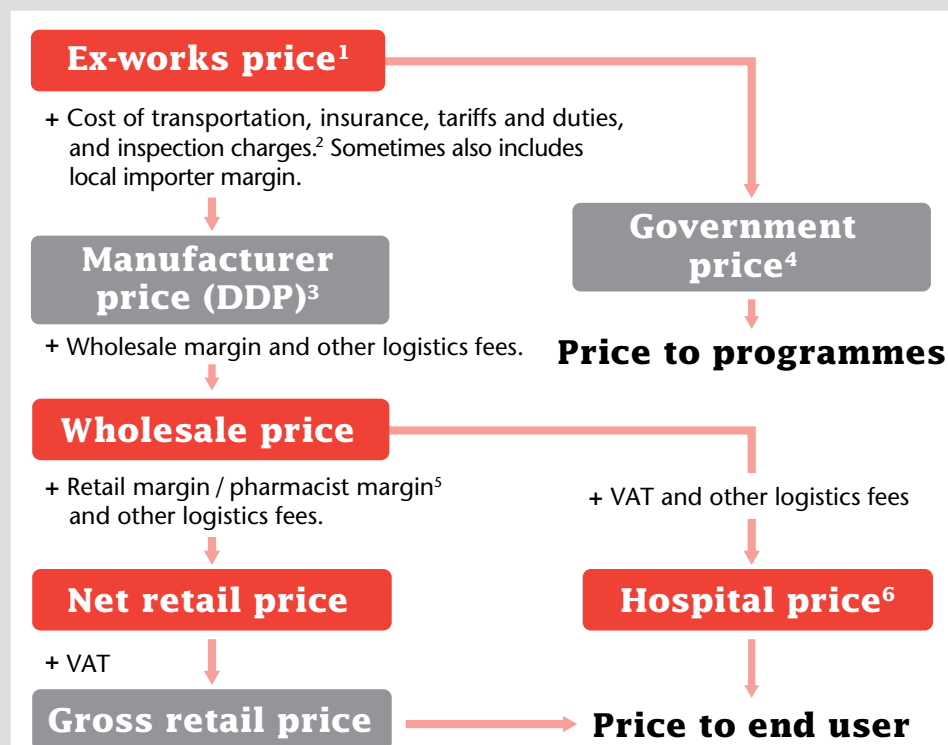 Ex-works price¹
+ Cost of transportation, insurance, tariffs and duties,
and inspection charges.² Sometimes also includes
local importer margin.
Manufacturer
price (DDP)³
Government
price⁴
+ Wholesale margin and other logistics fees.
Price to programmes
Wholesale price
+ Retail margin / pharmacist margin⁵
and other logistics fees.
+ VAT and other logistics fees
Net retail price
Hospital price⁶
+ VAT
Gross retail price
Price to end user